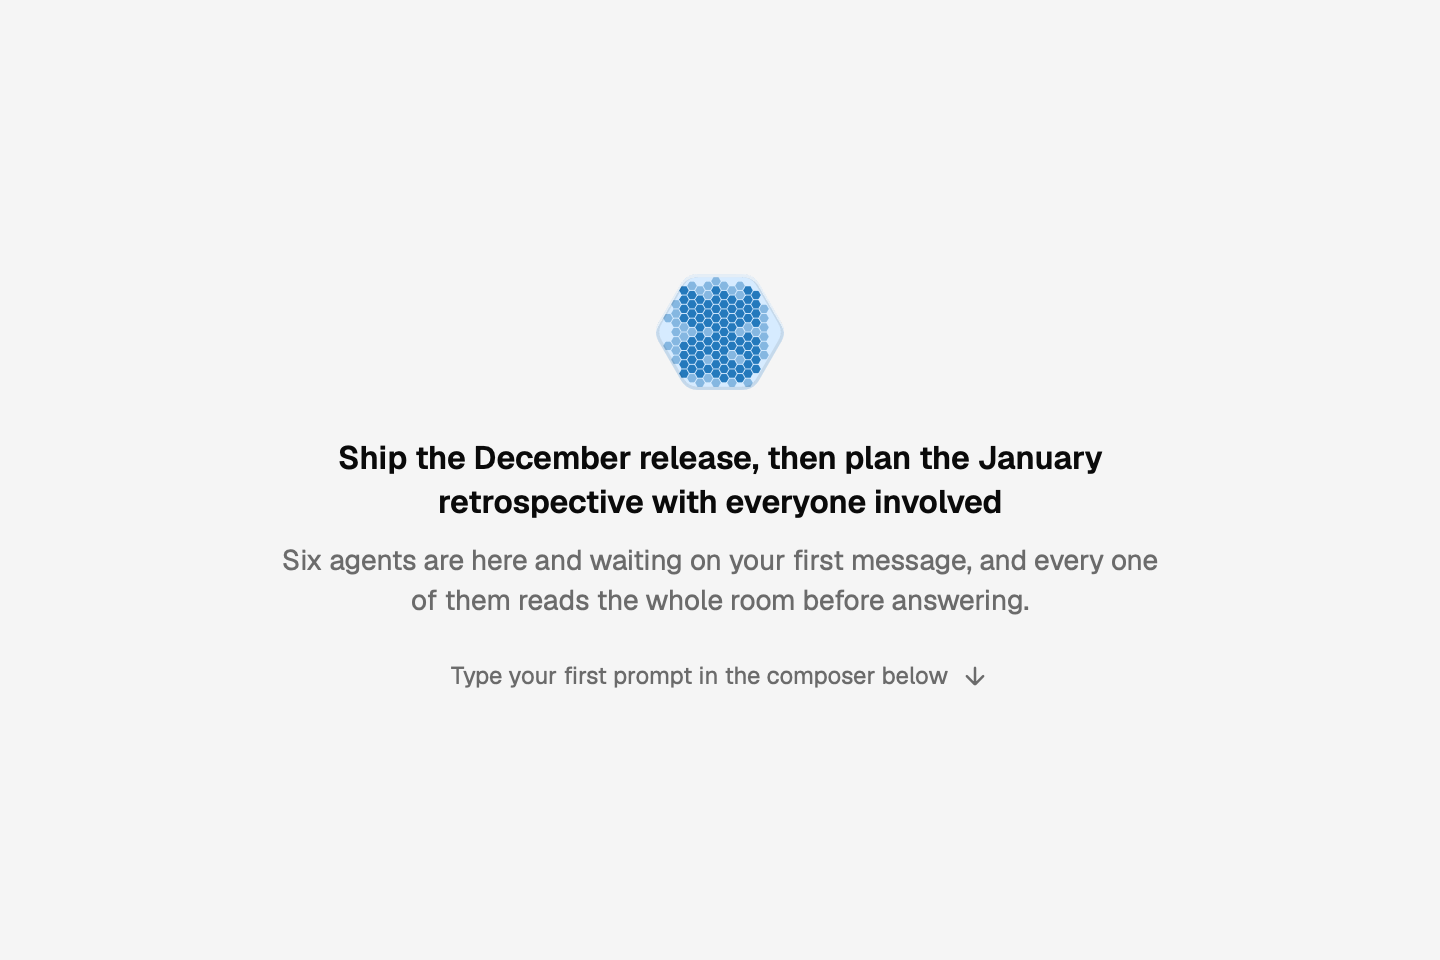 Ship the December release, then plan the January
retrospective with everyone involved
Six agents are here and waiting on your first message, and every one
of them reads the whole room before answering.
Type your first prompt in the composer below